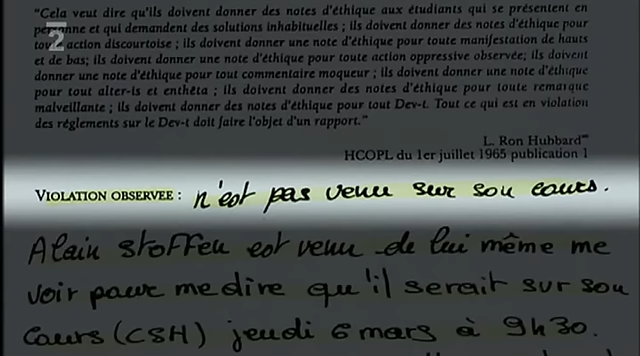 "Cela veut dire qu'ils doivent donner des notes d'éthique aux étudiants qui se présentent en
personne et qui demandent des solutions inhabituelles ; ils doivent donner des notes d'éthique pour
toute action discourtoise ; ils doivent donner une note d'éthique pour toute manifestation de hauts
et de bas; ils doivent donner une note d'éthique pour toute action oppressive observée; ils doivent
donner une note d'éthique pour tout commentaire moqueur ; ils doivent donner une note d'éthique
pour tout alter-is et enthêta ; ils doivent donner des notes d'éthique pour toute remarque
malveillante ; ils doivent donner des notes d'éthique pour tout Dev-t. Tout ce qui est en violation
des règlements sur le Dev-t doit faire l'objet d'un rapport."
2
L. Ron Hubbard
HCOPL du 1er juillet 1965 publication 1
VIOLATION OBSERVEE : n'est pas venu sur son cours.
Alain Stoffen est venu de lui même me
voir pour me dire qu'il serait sur son
Cours (CSH) jeudi 6 mars à 9h30.